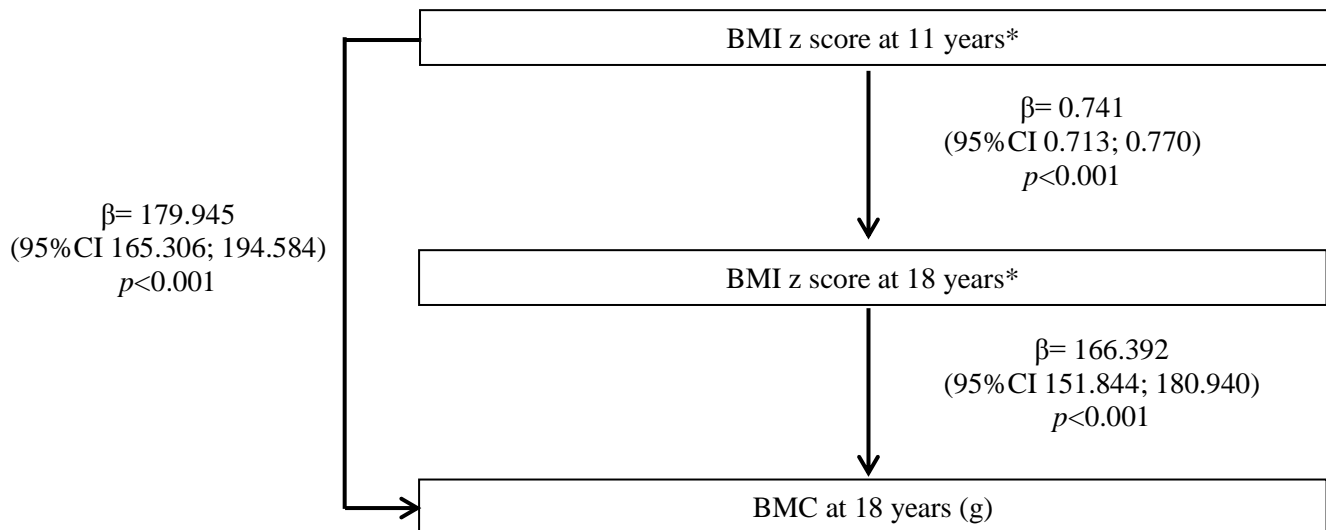 BMI z score at 11 years*
β= 0.741
(95%CI 0.713; 0.770)
p<0.001
β= 179.945
(95%CI 165.306; 194.584)
p<0.001
BMI z score at 18 years*
β= 166.392
(95%CI 151.844; 180.940)
p<0.001
BMC at 18 years (g)